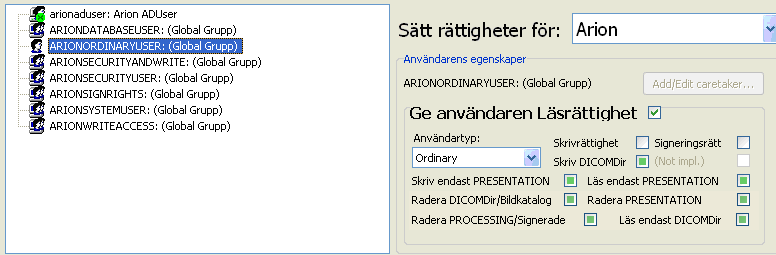 arionaduser: Arion ADUser
ARIONDATABASEUSER: (Global Grupp)
ARIONORDINARYUSER: (Global Grupp)
ARIONSECURITYANDWRITE: (Global Grupp)
ARIONSECURITYUSER: (Global Grupp)
ARIONSIGNRIGHTS: (Global Grupp)
ARIONSYSTEMUSER: (Global Grupp)
ARIONWRITEACCESS: (Global Grupp)
Sätt rättigheter för: Arion
Användarens egenskaper
ARIONORDINARYUSER: (Global Grupp) Add/Edit caretaker...
Ge användaren Läsrättighet
Användartyp: Skrivrättighet Signeringsrätt
Ordinary Skriv DICOMDir (Not impl.)
Skriv endast PRESENTATION Läs endast PRESENTATION
Radera DICOMDir/Bildkatalog Radera PRESENTATION
Radera PROCESSING/Signerade Läs endast DICOMDir